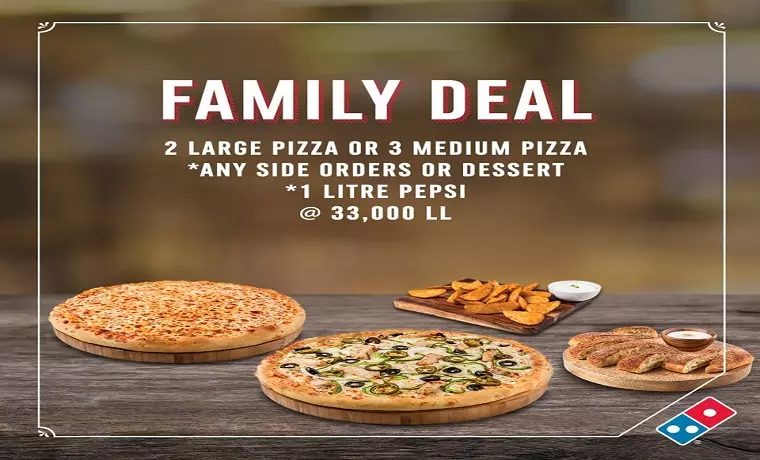 FAMILY DEAL
2 LARGE PIZZA OR 3 MEDIUM PIZZA
*ANY SIDE ORDERS OR DESSERT
*1 LITRE PEPSI
@ 33,000 LL
®